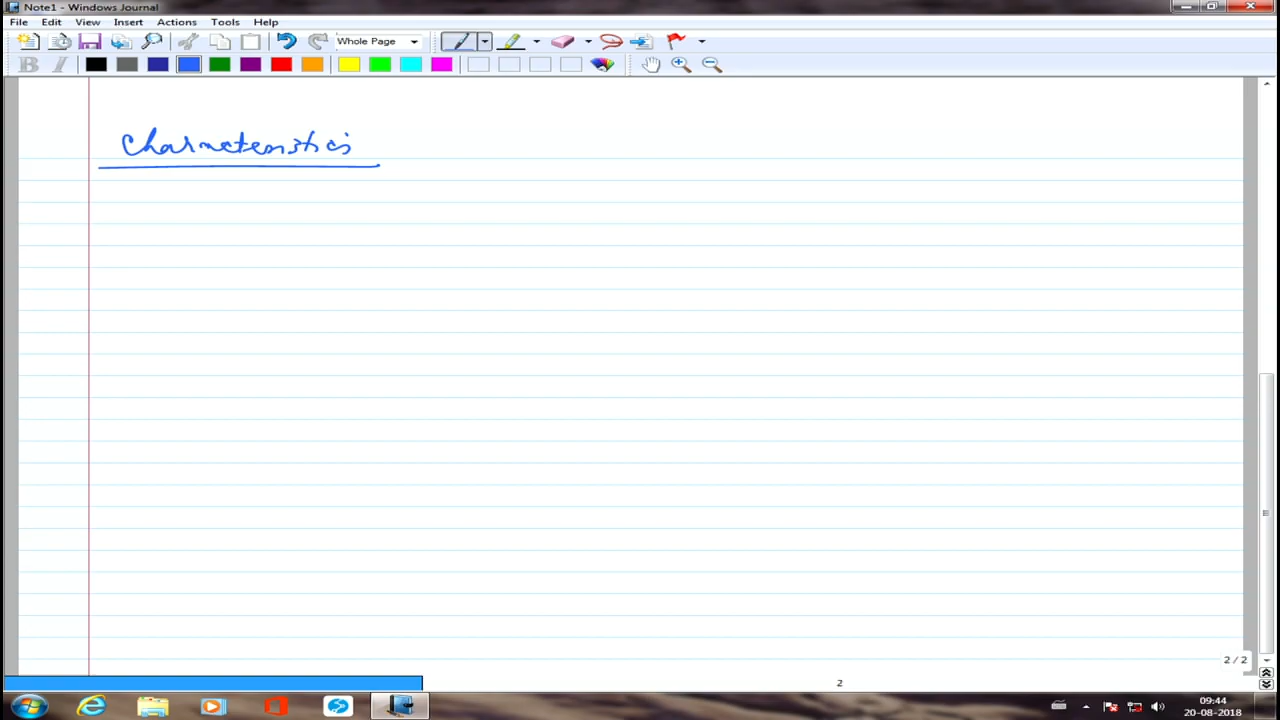 Note1 - Windows Journal
File Edit View Insert Actions Tools Help
Whole Page
B I
Characteristics
2 / 2
2
09:44
20-08-2018